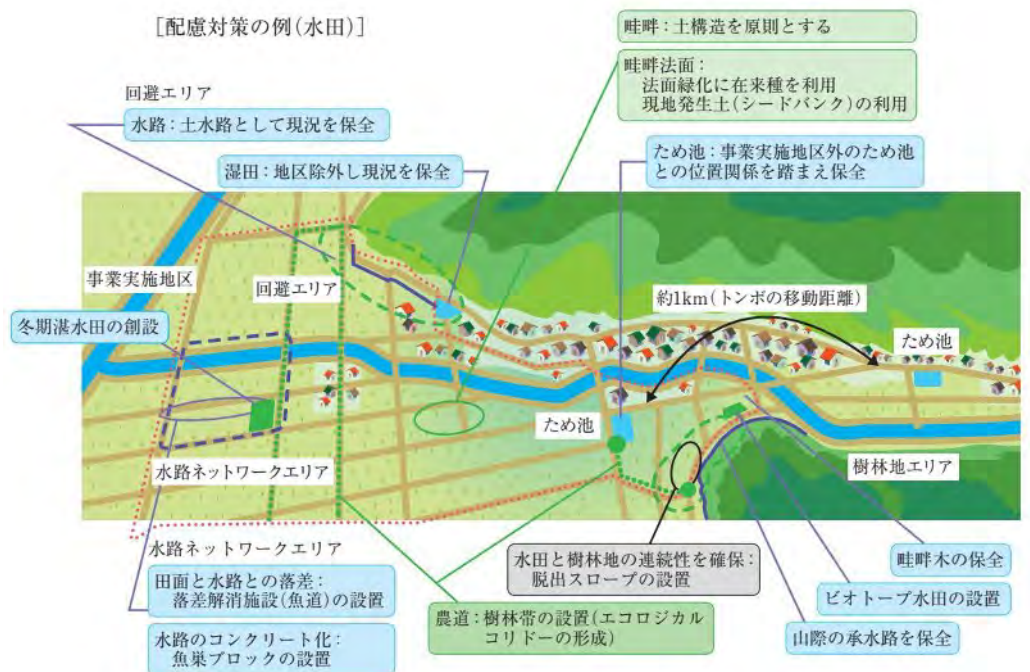 ［配慮対策の例（水田）］
畦畔：土構造を原則とする
畦畔法面：
法面緑化に在来種を利用
現地発生土（シードバンク）の利用
回避エリア
水路：土水路として現況を保全
湿田：地区除外し現況を保全
ため池：事業実施地区外のため池
との位置関係を踏まえ保全
事業実施地区
回避エリア
約1km（トンボの移動距離）
冬期湛水田の創設
ため池
ため池
水路ネットワークエリア
樹林地エリア
水路ネットワークエリア
田面と水路との落差：
落差解消施設（魚道）の設置
水路のコンクリート化：
魚巣ブロックの設置
農道：樹林帯の設置（エコロジカル
コリドーの形成）
水田と樹林地の連続性を確保：
脱出スロープの設置
畦畔木の保全
ビオトープ水田の設置
山際の承水路を保全